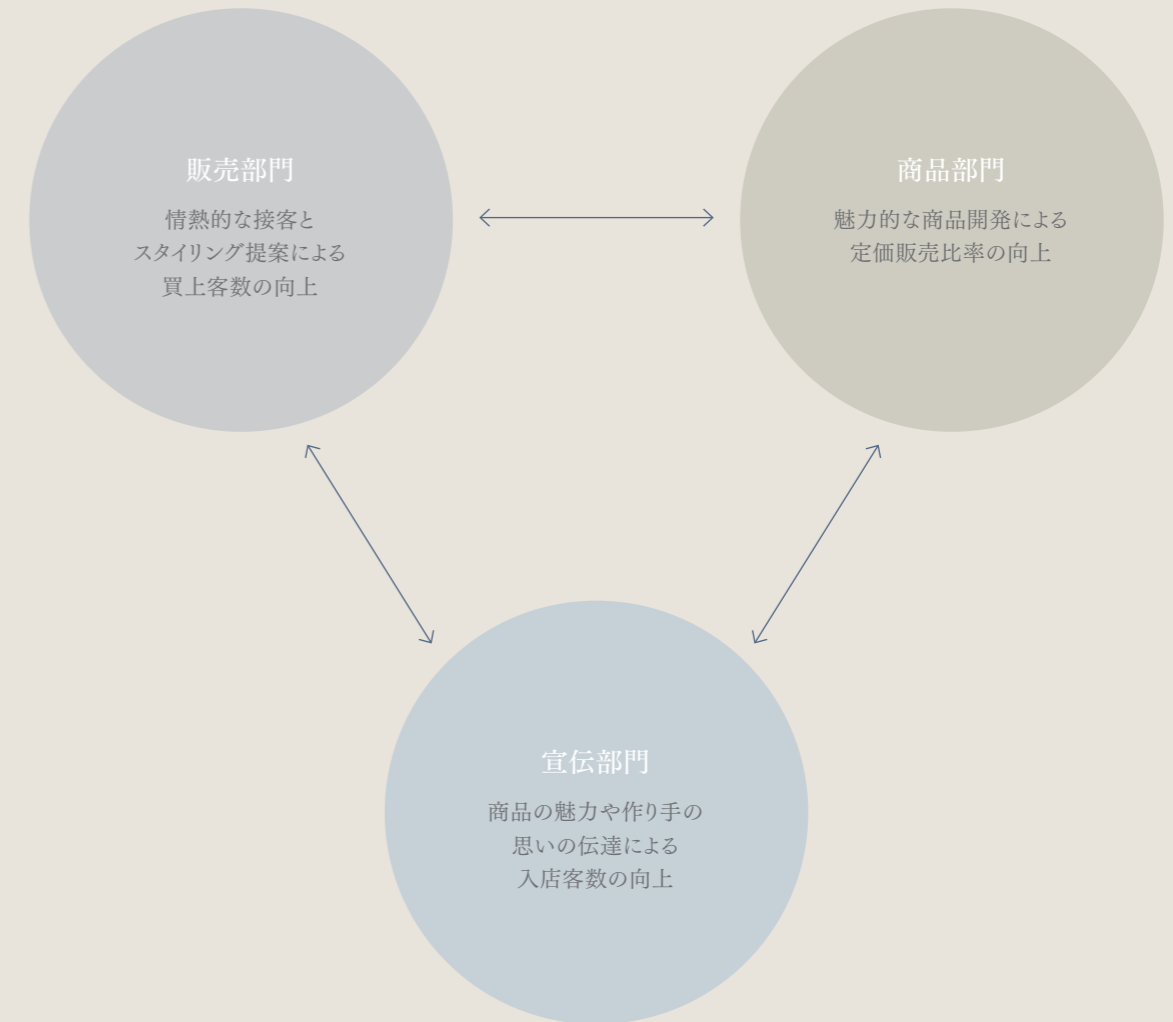 販売部門
情熱的な接客と
スタイリング提案による
買上客数の向上
商品部門
魅力的な商品開発による
定価販売比率の向上
宣伝部門
商品の魅力や作り手の
思いの伝達による
入店客数の向上